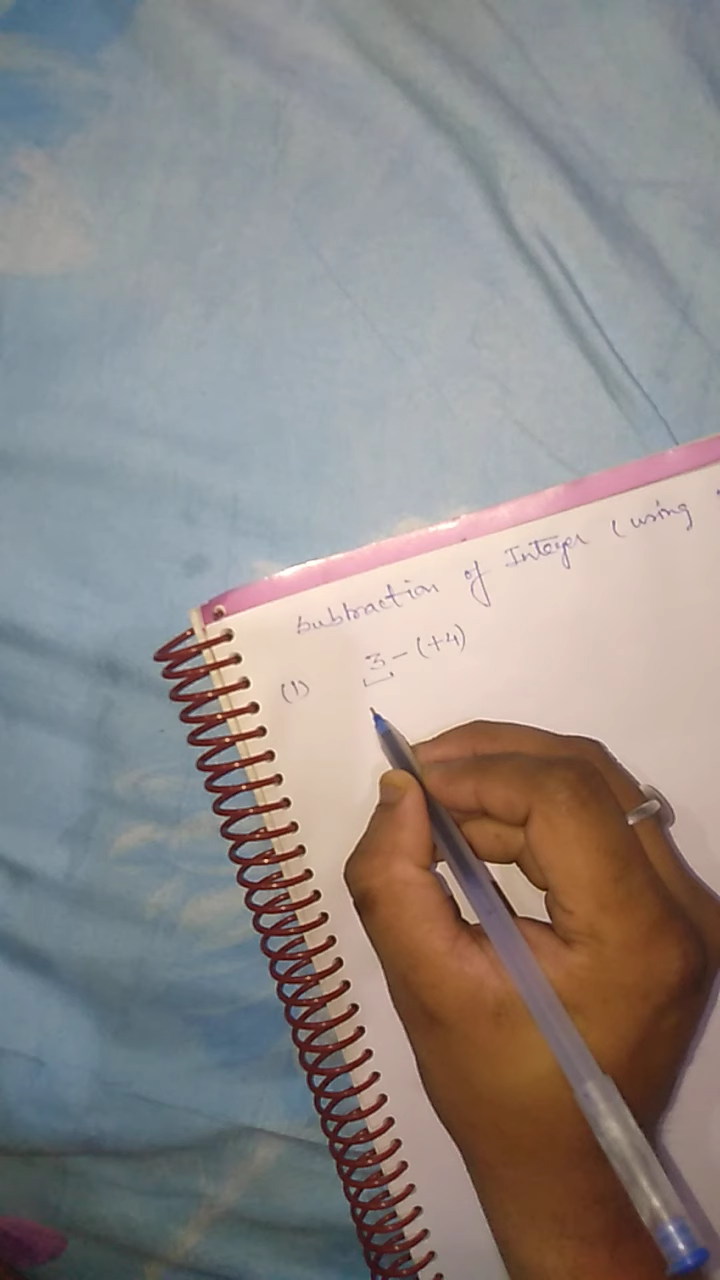 Subtraction of Integer (using
(1) 3 - (+4)